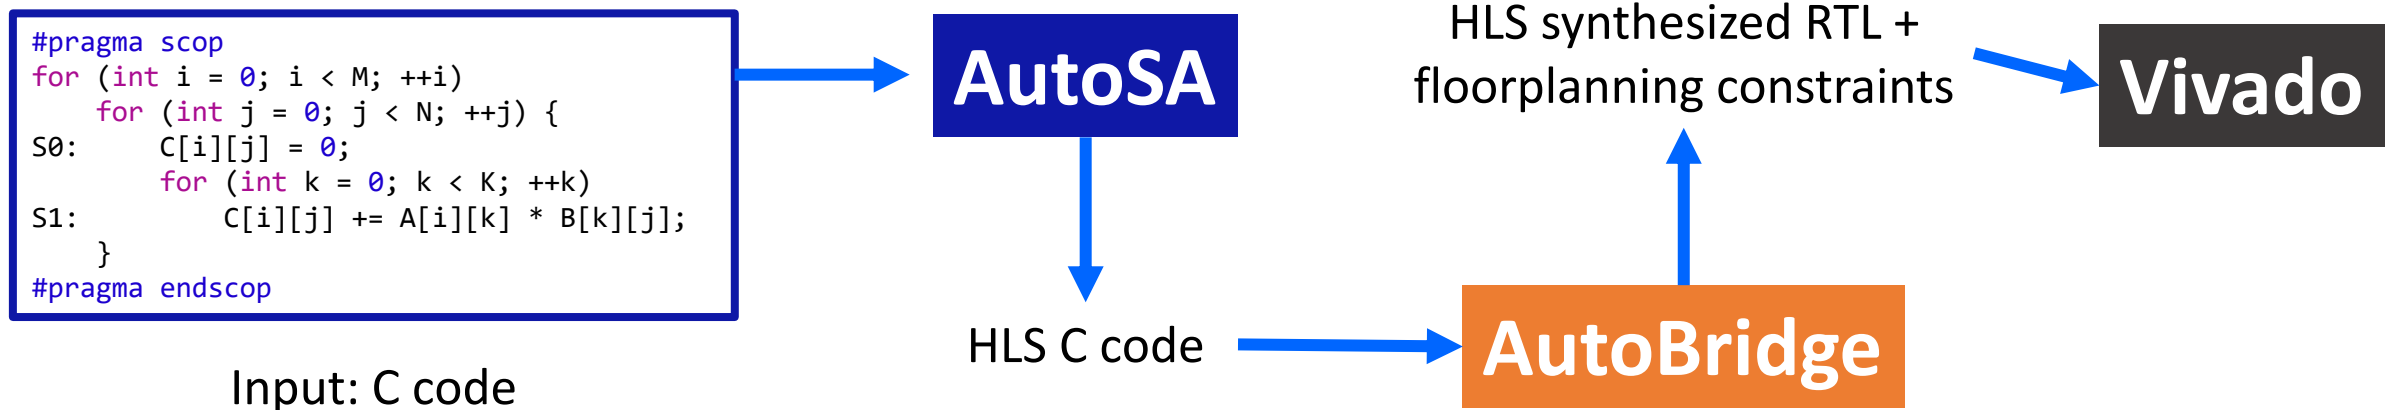 #pragma scop
for (int i = 0; i < M; ++i)
    for (int j = 0; j < N; ++j) {
S0:     C[i][j] = 0;
        for (int k = 0; k < K; ++k)
S1:         C[i][j] += A[i][k] * B[k][j];
    }
#pragma endscop
Input: C code
AutoSA
HLS C code
AutoBridge
HLS synthesized RTL +
floorplanning constraints
Vivado